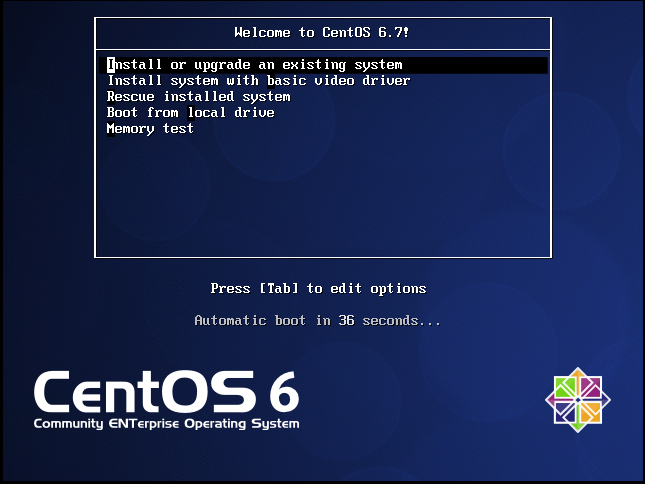 Welcome to CentOS 6.7!
Install or upgrade an existing system
Install system with basic video driver
Rescue installed system
Boot from local drive
Memory test
Press [Tab] to edit options
Automatic boot in 36 seconds...
CentOS 6
Community ENTerprise Operating System